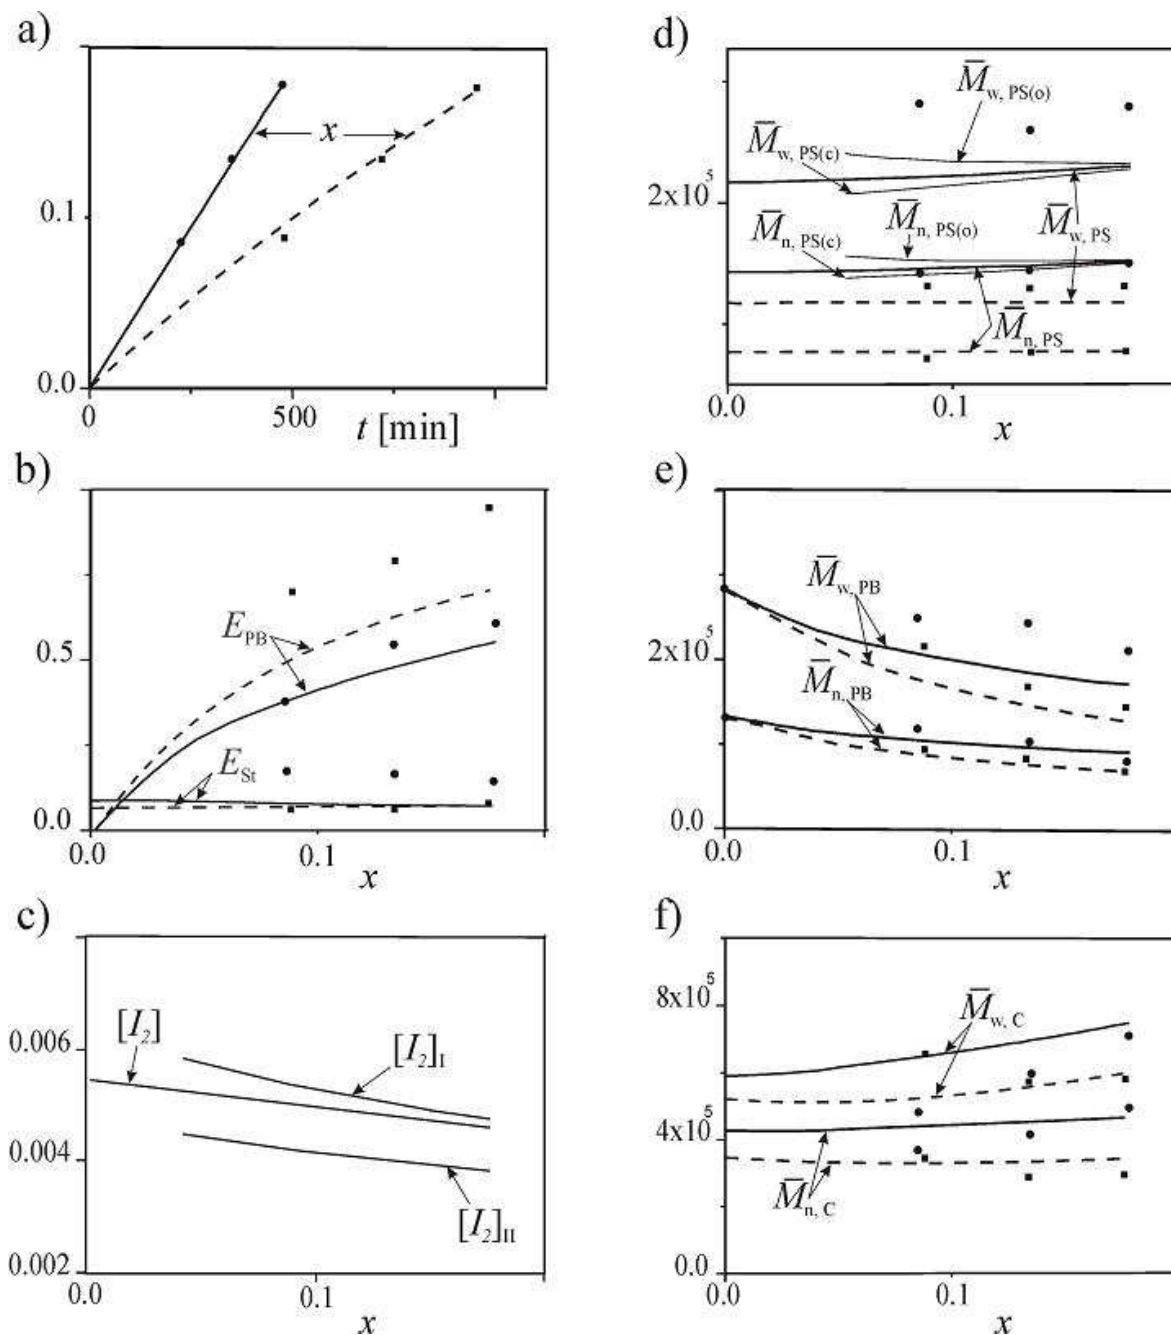 a)
x
0.1
0.0
0
500
t [min]
b)
E_PB
0.5
E_St
0.0
0.0
0.1
x
c)
[I_2]
0.006
[I_2]_I
0.004
[I_2]_II
0.002
0.0
0.1
x
d)
M̅_w, PS(o)
M̅_w, PS(c)
2x10^5
M̅_n, PS(c)
M̅_n, PS(o)
M̅_w, PS
M̅_n, PS
0.0
0.1
x
e)
M̅_w, PB
2x10^5
M̅_n, PB
0.0
0.0
0.1
x
f)
8x10^5
M̅_w, C
4x10^5
M̅_n, C
0.0
0.0
0.1
x